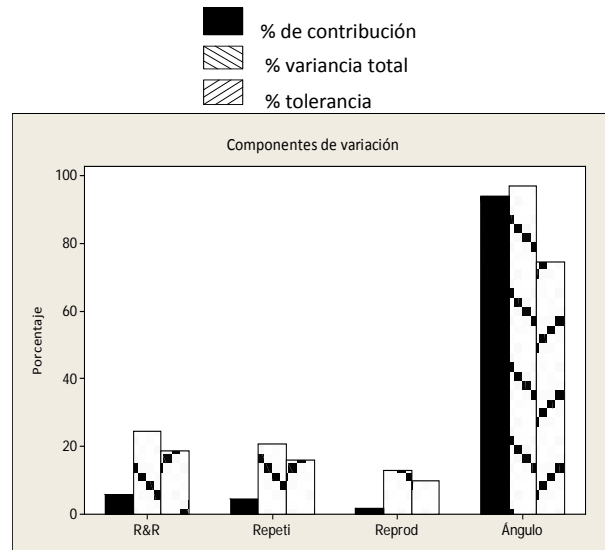 % de contribución
% variancia total
% tolerancia
Componentes de variación
100
80
60
40
20
0
Porcentaje
R&R Repeti Reprod Ángulo